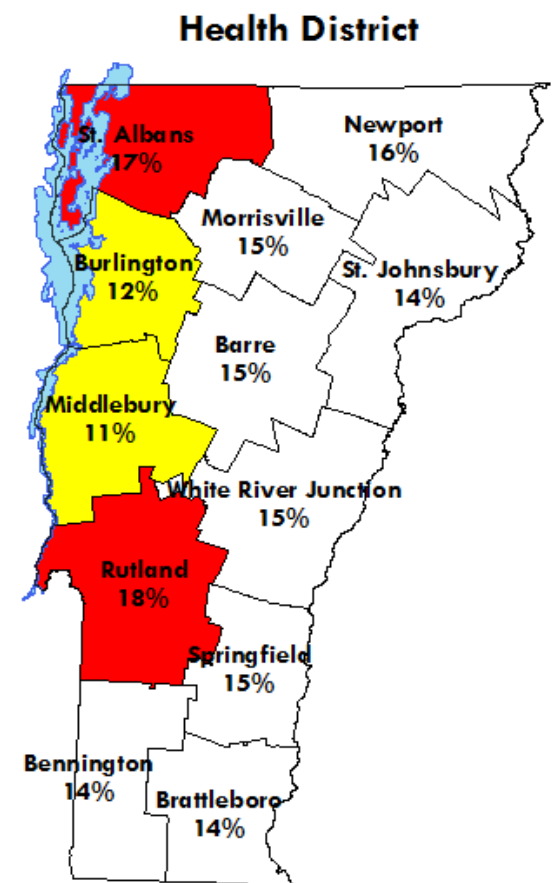 Health District
St. Albans
17%
Newport
16%
Morrisville
15%
Burlington
12%
St. Johnsbury
14%
Barre
15%
Middlebury
11%
White River Junction
15%
Rutland
18%
Springfield
15%
Bennington
14%
Brattleboro
14%